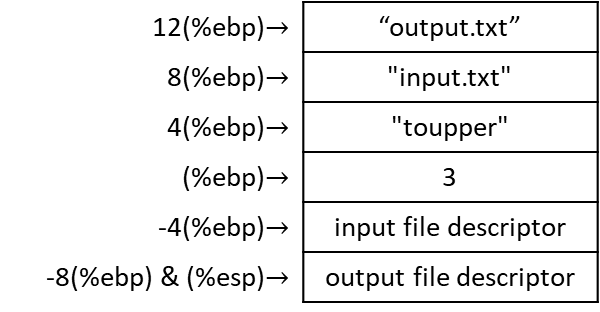 12(%ebp)→ “output.txt”
8(%ebp)→ "input.txt"
4(%ebp)→ "toupper"
(%ebp)→ 3
-4(%ebp)→ input file descriptor
-8(%ebp) & (%esp)→ output file descriptor